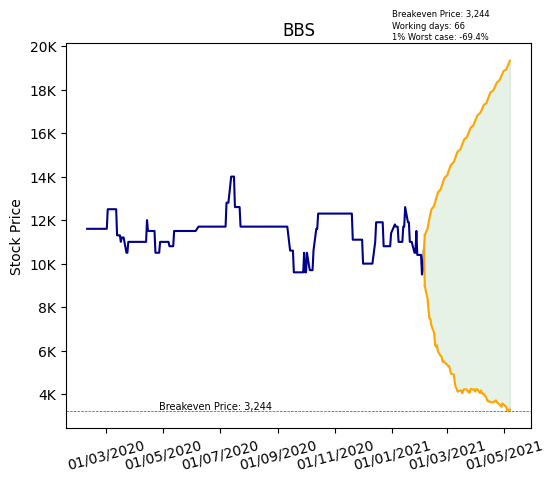 Breakeven Price: 3,244
Working days: 66
1% Worst case: -69.4%
BBS
20K
18K
16K
14K
12K
10K
8K
6K
4K
Stock Price
Breakeven Price: 3,244
01/03/2020
01/05/2020
01/07/2020
01/09/2020
01/11/2020
01/01/2021
01/03/2021
01/05/2021